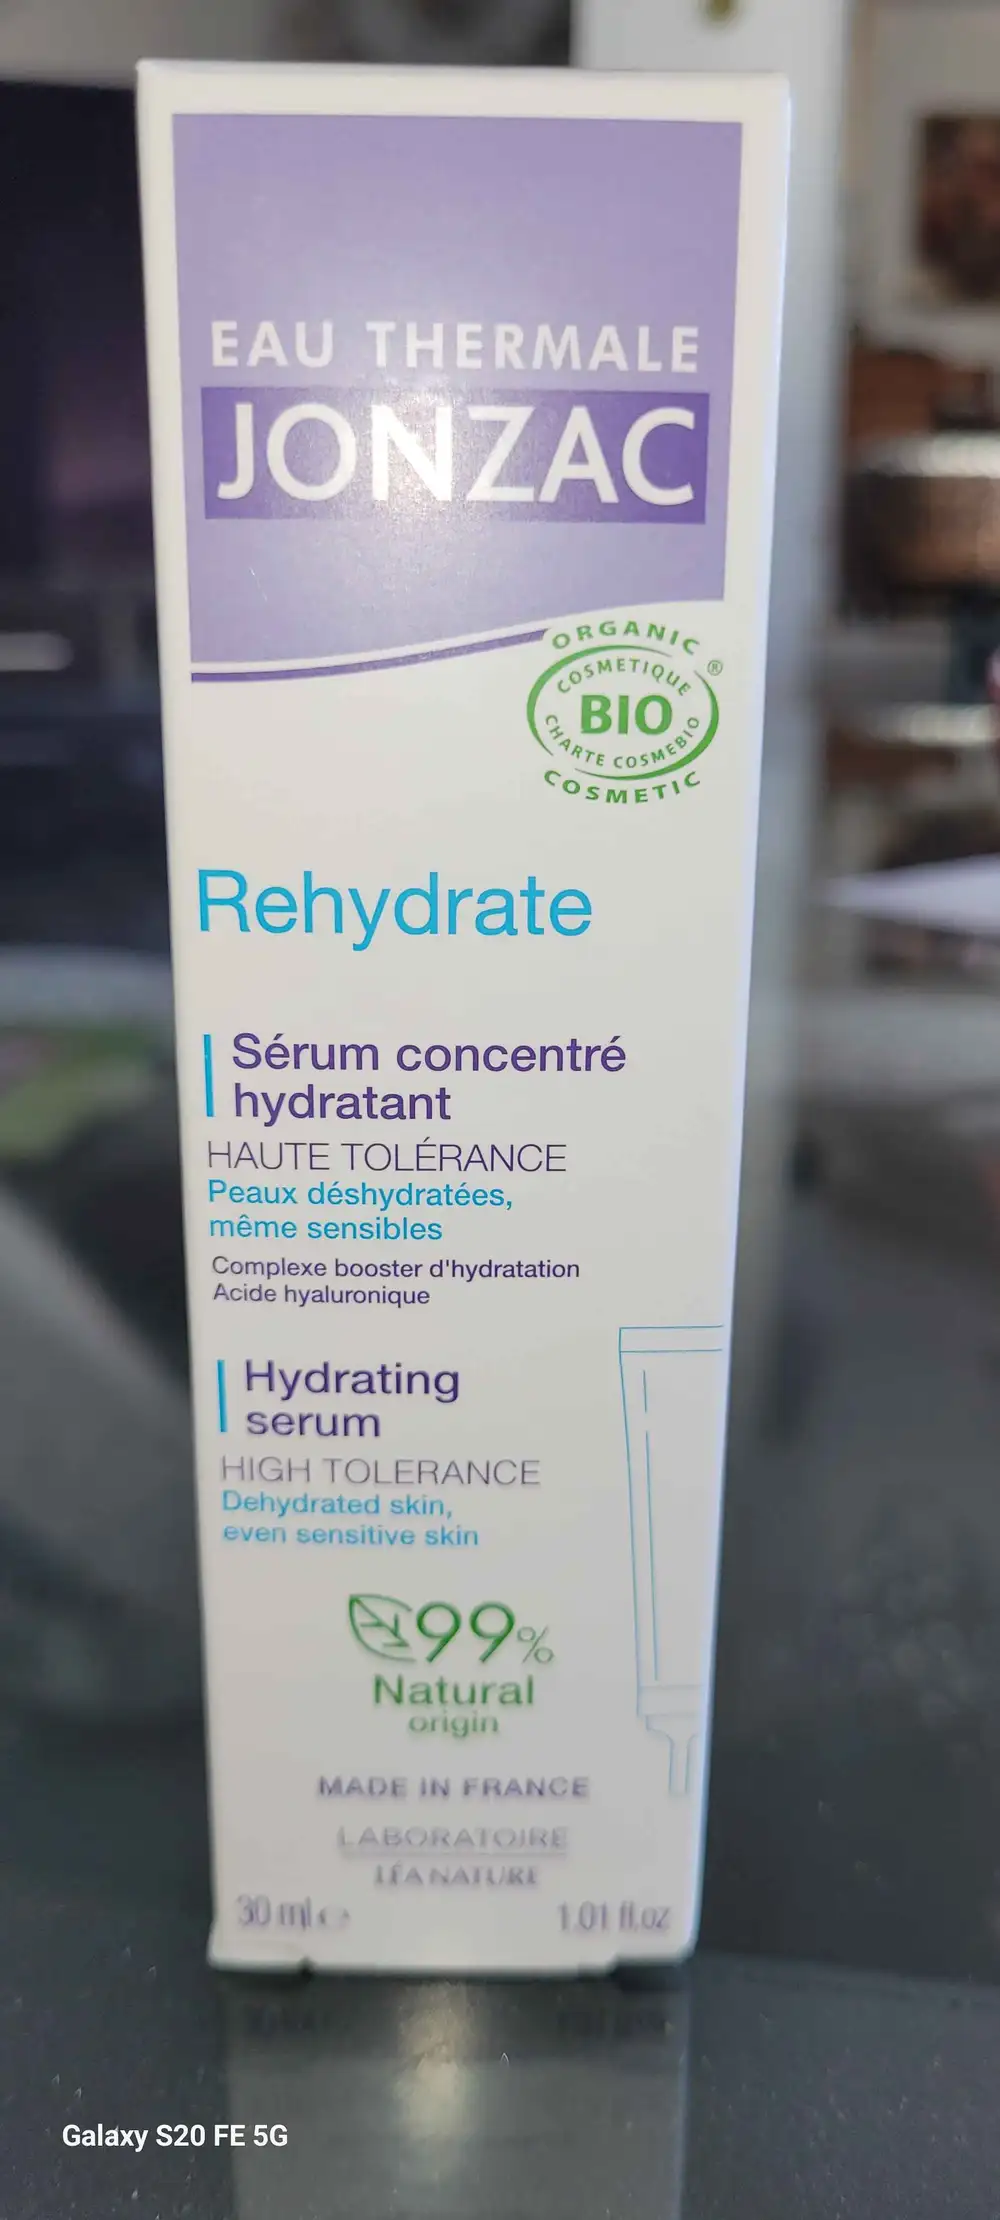 EAU THERMALE
JONZAC
ORGANIC
COSMETIQUE
®
BIO
CHARTE COSMEBIO
COSMETIC
Rehydrate
Sérum concentré
hydratant
HAUTE TOLÉRANCE
Peaux déshydratées,
même sensibles
Complexe booster d'hydratation
Acide hyaluronique
Hydrating
serum
HIGH TOLERANCE
Dehydrated skin,
even sensitive skin
99%
Natural
origin
MADE IN FRANCE
LABORATOIRE
LÉA NATURE
30 ml ℮ 1.01 fl.oz
Galaxy S20 FE 5G